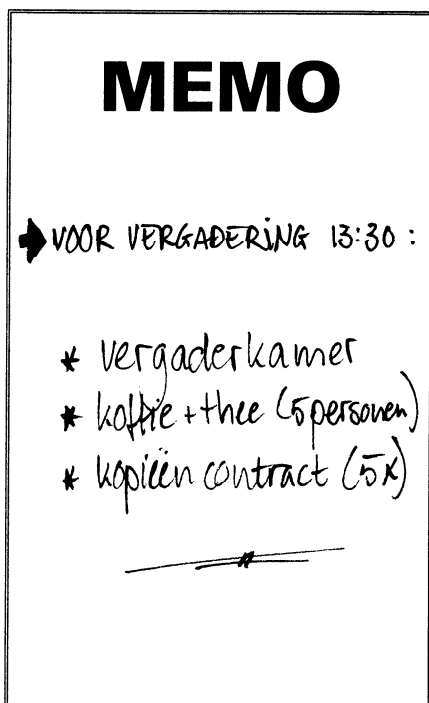 MEMO
VOOR VERGADERING 13:30 :
* vergaderkamer
* koffie + thee (5 personen)
* kopieën contract (5x)